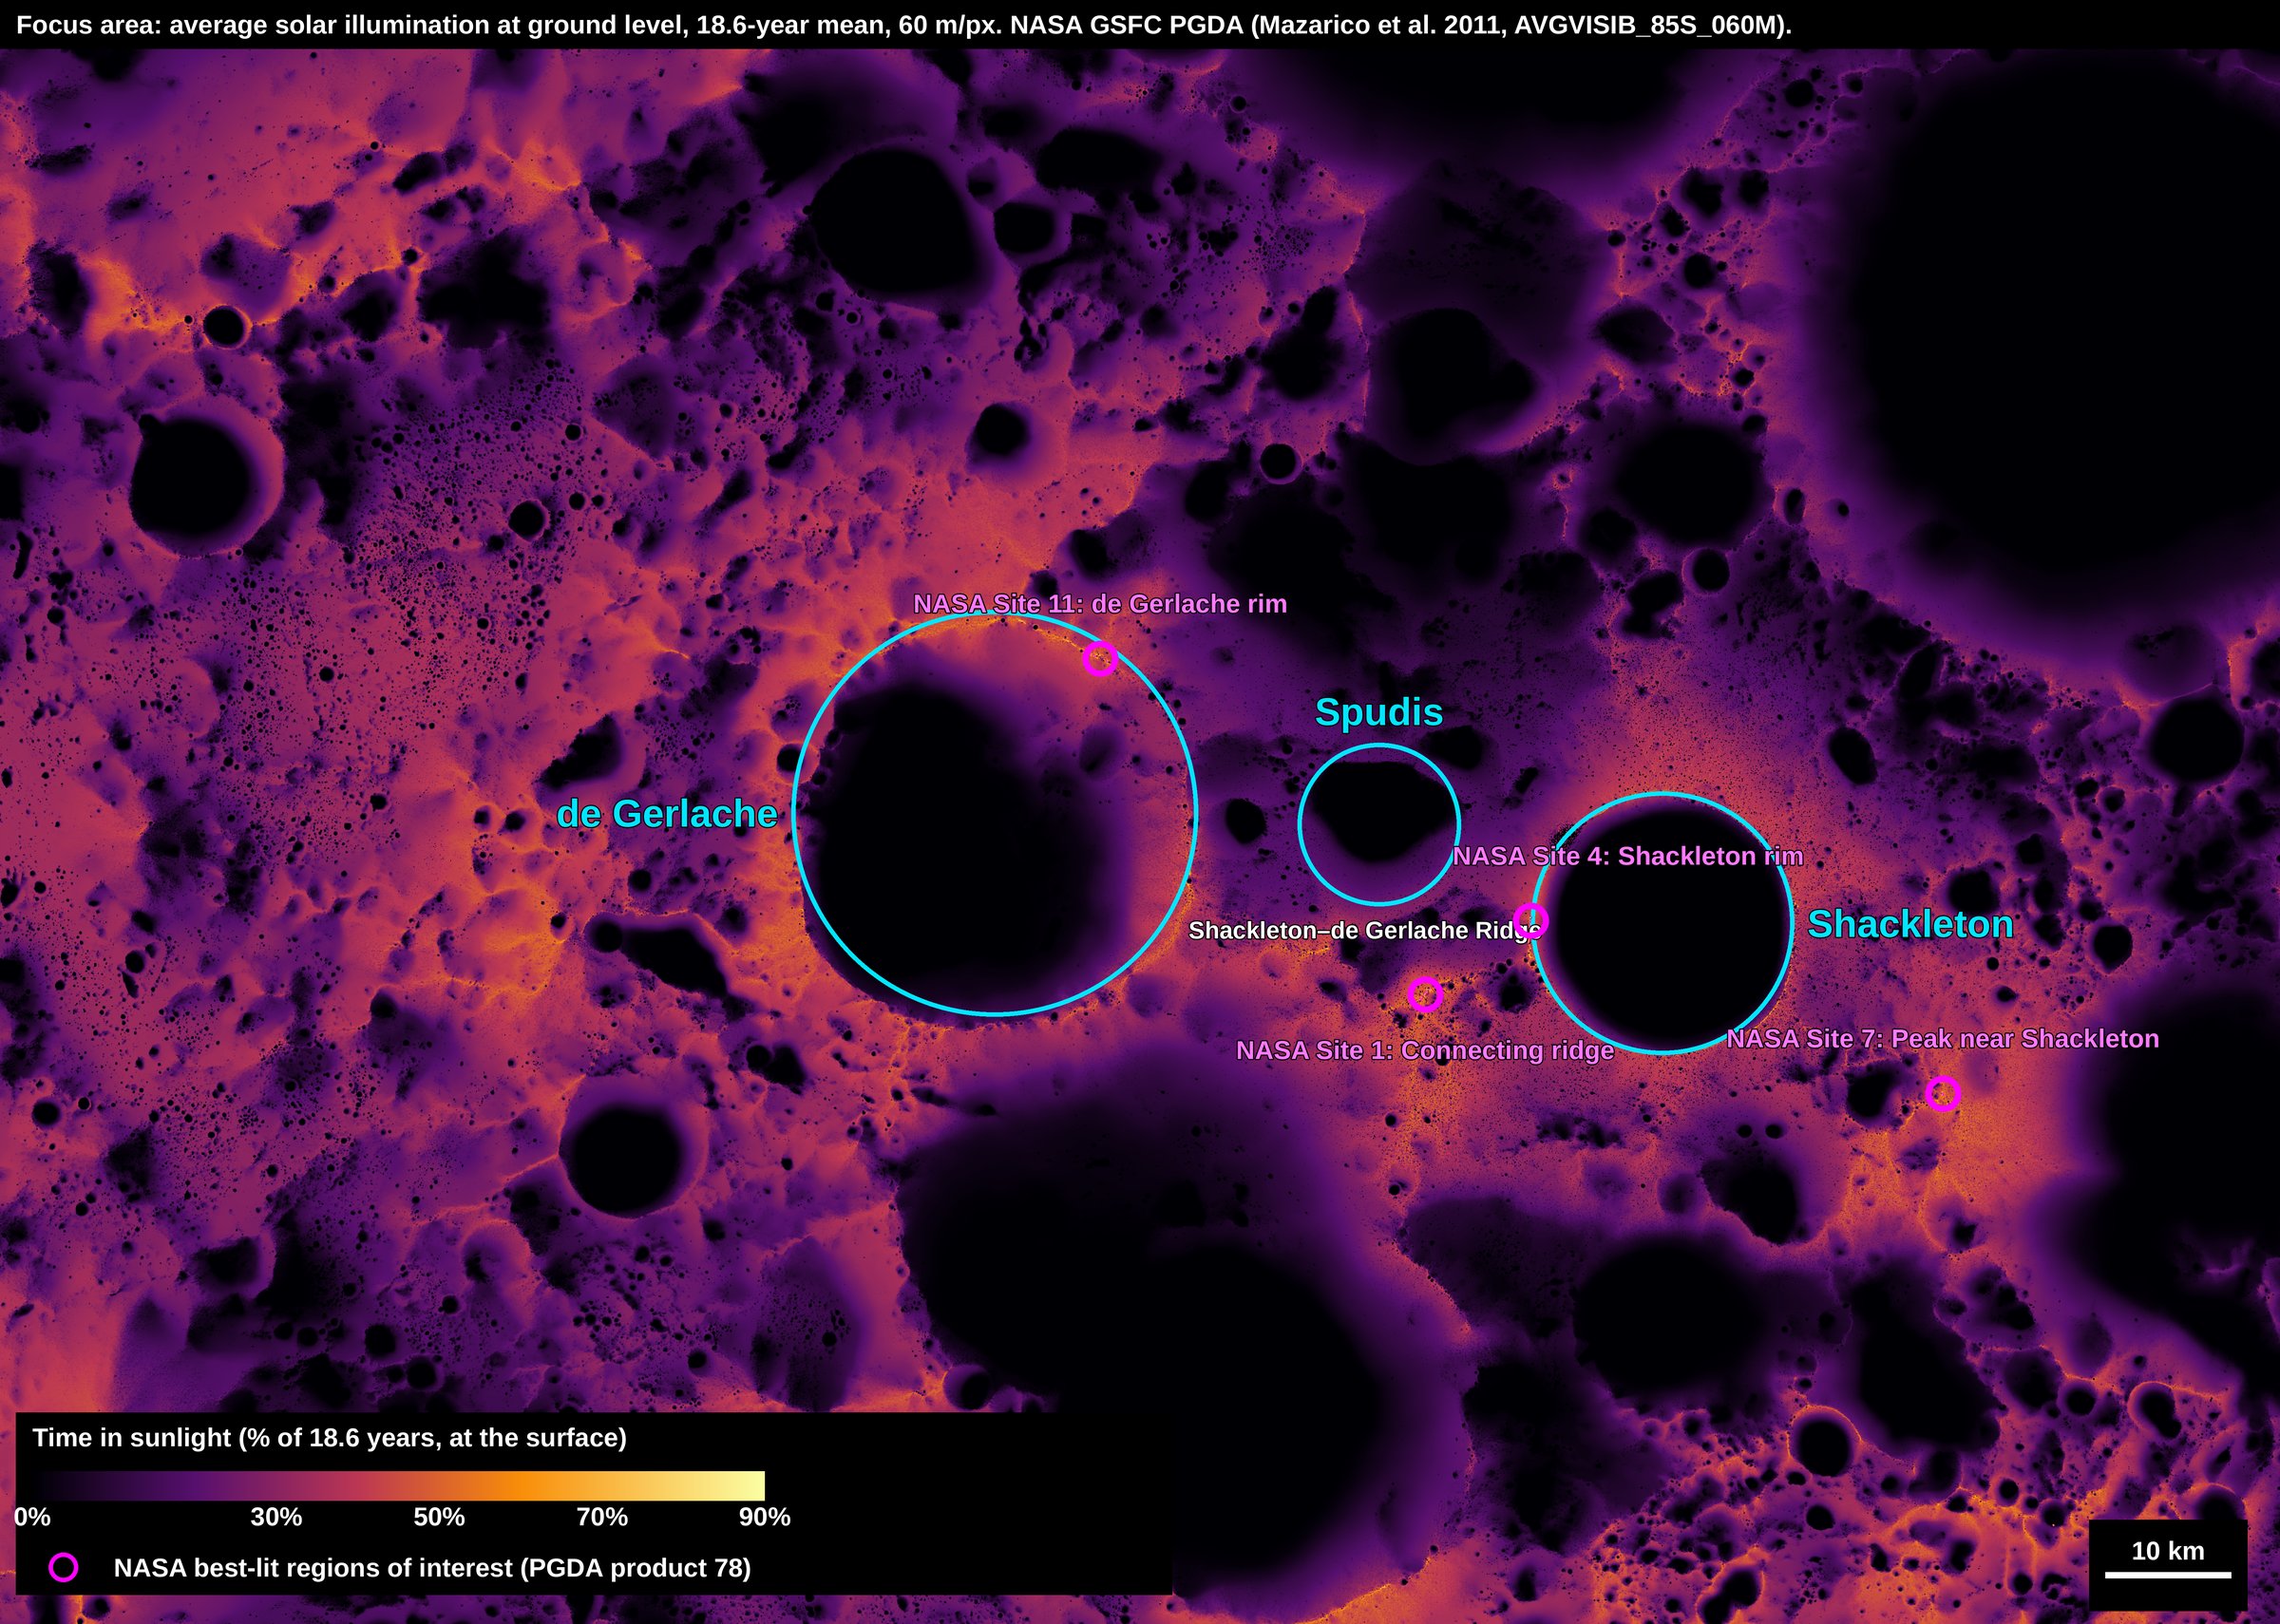 Focus area: average solar illumination at ground level, 18.6-year mean, 60 m/px. NASA GSFC PGDA (Mazarico et al. 2011, AVGVISIB_85S_060M).
NASA Site 11: de Gerlache rim
Spudis
de Gerlache
NASA Site 4: Shackleton rim
Shackleton–de Gerlache Ridge
Shackleton
NASA Site 7: Peak near Shackleton
NASA Site 1: Connecting ridge
Time in sunlight (% of 18.6 years, at the surface)
0% 30% 50% 70% 90%
NASA best-lit regions of interest (PGDA product 78)
10 km